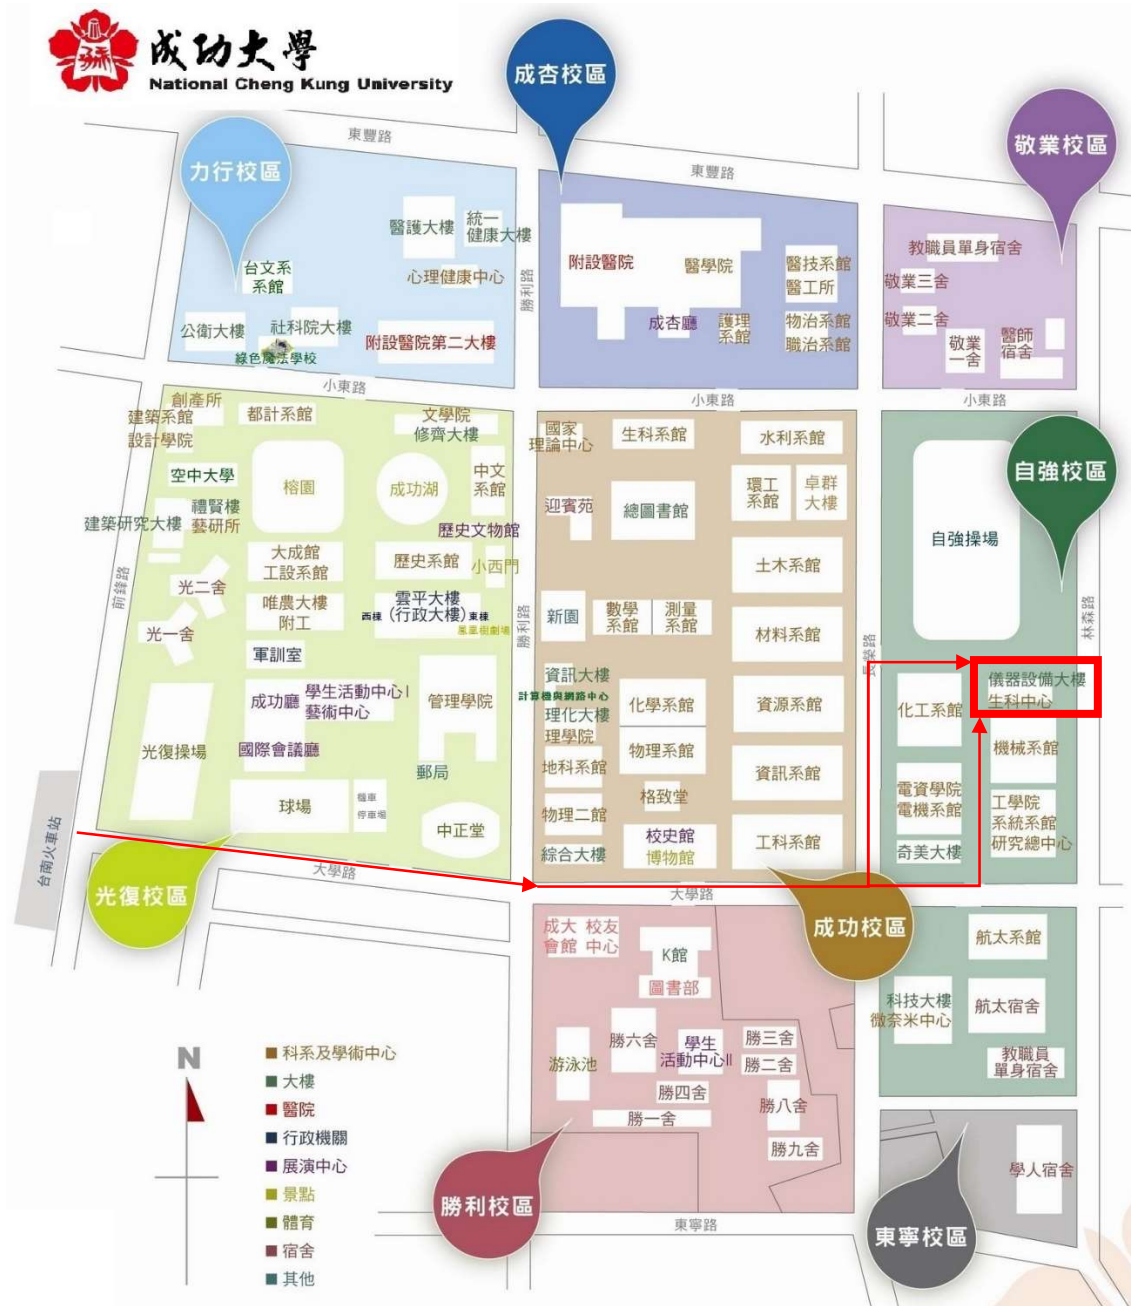 成功大學
National Cheng Kung University
成杏校區
敬業校區
力行校區
東豐路
東豐路
醫護大樓
統一
健康大樓
心理健康中心
台文系
系館
公衛大樓
社科院大樓
綠色魔法學校
附設醫院第二大樓
勝利路
附設醫院
醫學院
醫技系館
醫工所
成杏廳
護理
系館
物治系館
職治系館
教職員單身宿舍
敬業三舍
敬業二舍
敬業
一舍
醫師
宿舍
小東路
小東路
小東路
創產所
建築系館
設計學院
都計系館
文學院
修齊大樓
空中大學
榕園
成功湖
中文
系館
禮賢樓
藝研所
建築研究大樓
歷史文物館
大成館
工設系館
歷史系館
小西門
光二舍
唯農大樓
附工
雲平大樓
西棟
(行政大樓)
東棟
鳳凰樹劇場
光一舍
軍訓室
成功廳
學生活動中心I
藝術中心
管理學院
國際會議廳
光復操場
郵局
球場
機車
停車場
中正堂
前鋒路
台南火車站
大學路
光復校區
國家
理論中心
生科系館
水利系館
迎賓苑
總圖書館
環工
系館
卓群
大樓
土木系館
新園
數學
系館
測量
系館
材料系館
勝利路
資訊大樓
計算機與網路中心
理化大樓
理學院
化學系館
資源系館
地科系館
物理系館
資訊系館
物理二館
格致堂
綜合大樓
校史館
博物館
工科系館
大學路
成功校區
長榮路
自強校區
自強操場
林森路
儀器設備大樓
生科中心
化工系館
機械系館
電資學院
電機系館
工學院
系統系館
研究總中心
奇美大樓
成大
會館
校友
中心
K館
圖書部
游泳池
勝六舍
學生
活動中心II
勝三舍
勝二舍
勝四舍
勝一舍
勝八舍
勝九舍
勝利校區
東寧路
航太系館
科技大樓
微奈米中心
航太宿舍
教職員
單身宿舍
學人宿舍
東寧校區
N
科系及學術中心
大樓
醫院
行政機關
展演中心
景點
體育
宿舍
其他